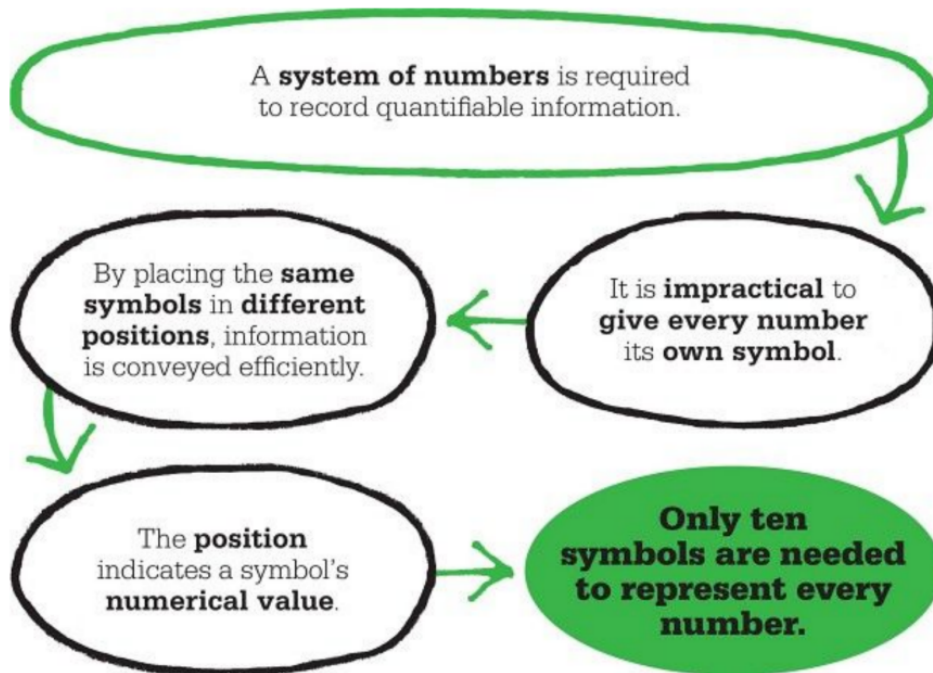 A system of numbers is required
to record quantifiable information.
It is impractical to
give every number
its own symbol.
By placing the same
symbols in different
positions, information
is conveyed efficiently.
The position
indicates a symbol's
numerical value.
Only ten
symbols are needed
to represent every
number.